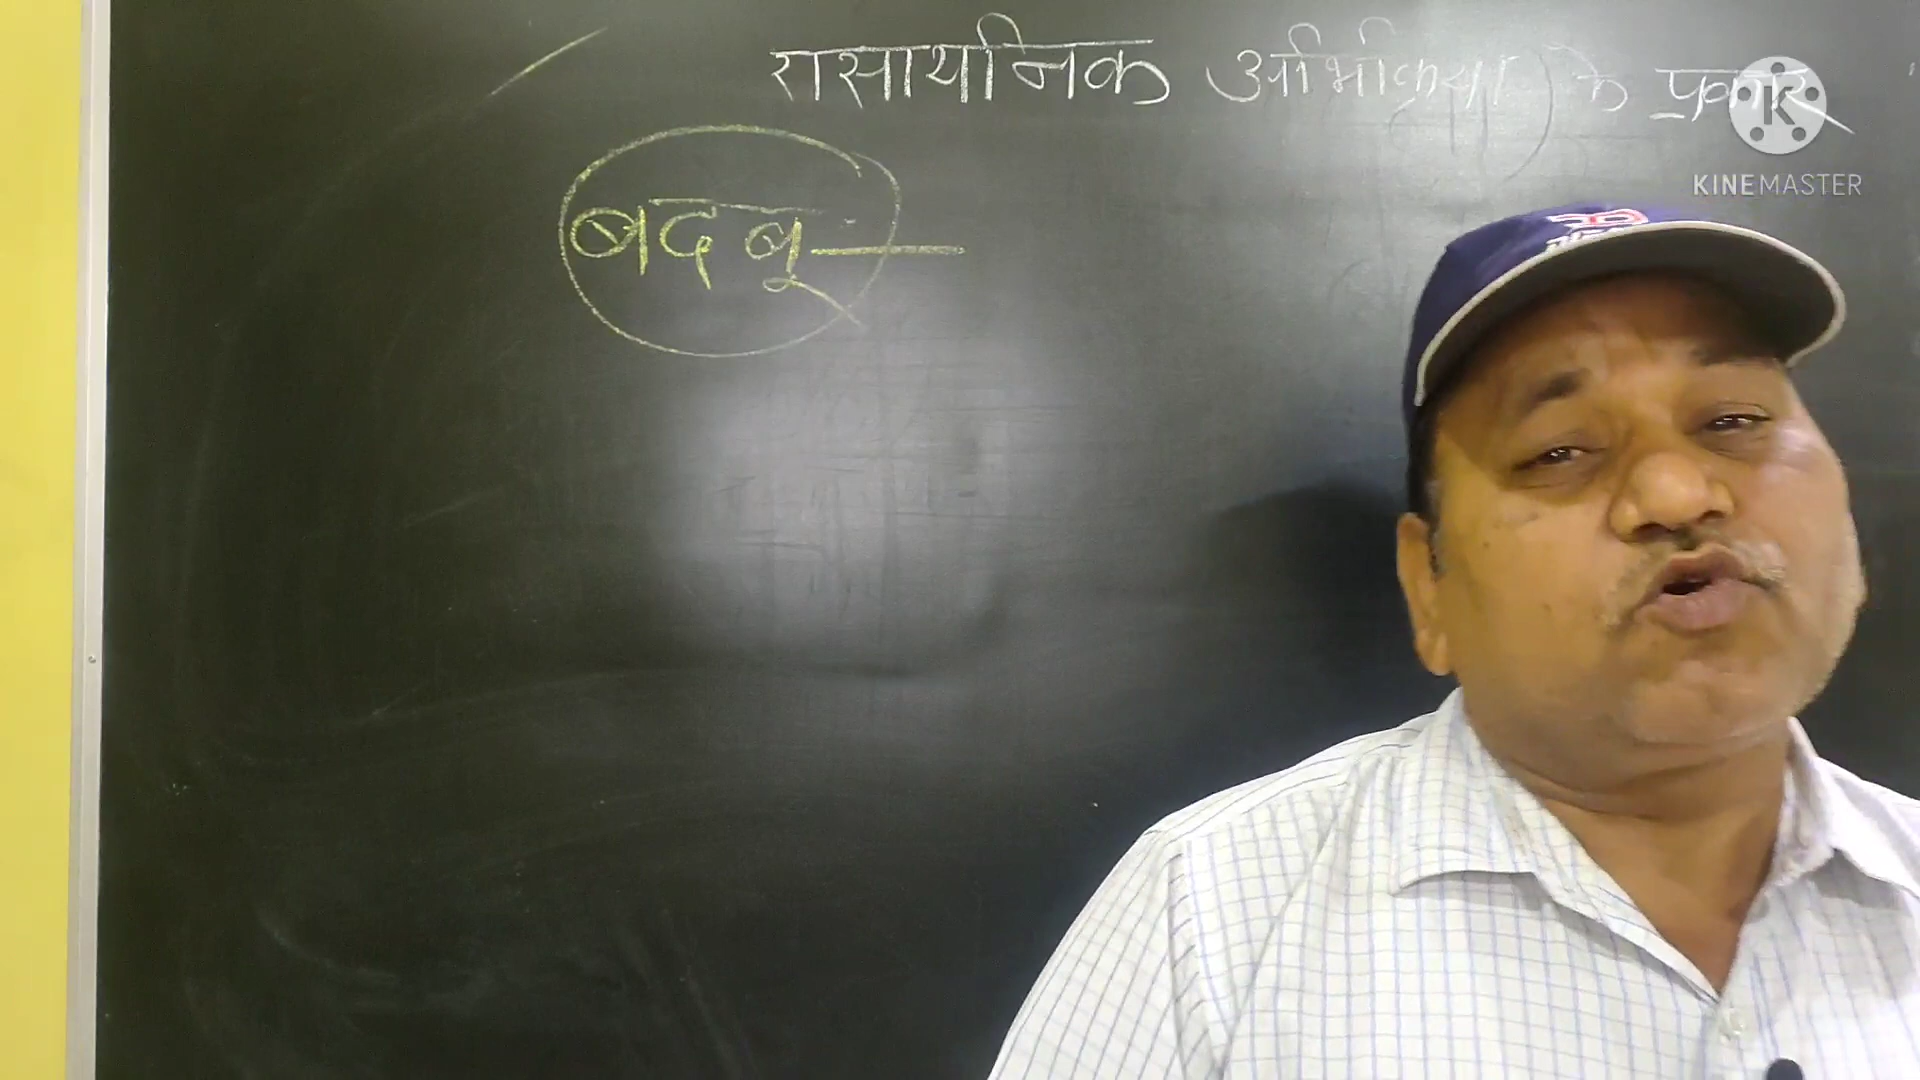 रासायनिक अभिक्रिया के प्रकार
KINEMASTER
बदबू —